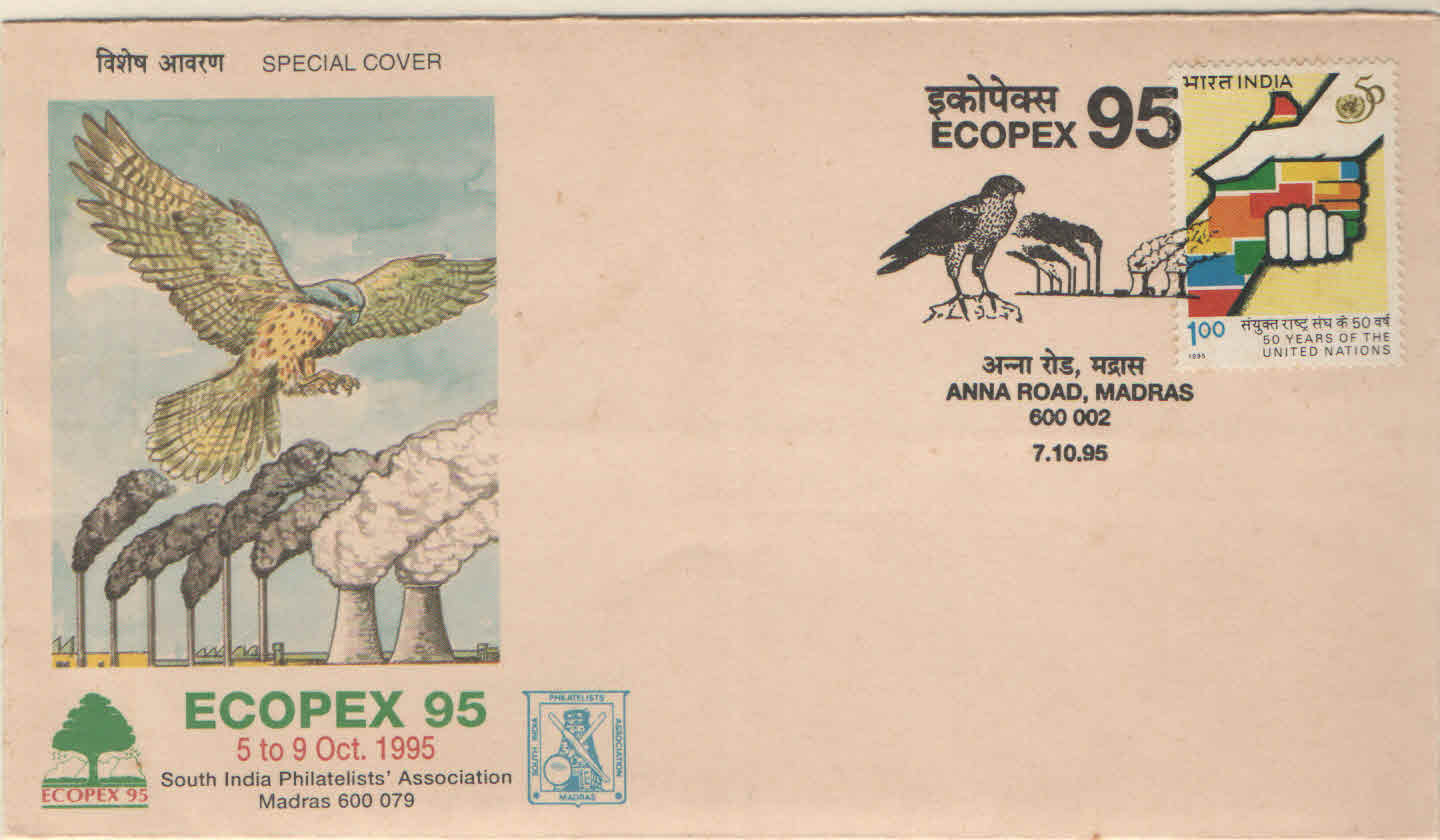 विशेष आवरण SPECIAL COVER
इकोपेक्स
ECOPEX 95
अन्ना रोड, मद्रास
ANNA ROAD, MADRAS
600 002
7.10.95
भारत INDIA
50
1.00
1995
संयुक्त राष्ट्र संघ के 50 वर्ष
50 YEARS OF THE
UNITED NATIONS
ECOPEX 95
5 to 9 Oct. 1995
South India Philatelists' Association
Madras 600 079
ECOPEX 95
PHILATELISTS
SOUTH INDIA
ASSOCIATION
MADRAS